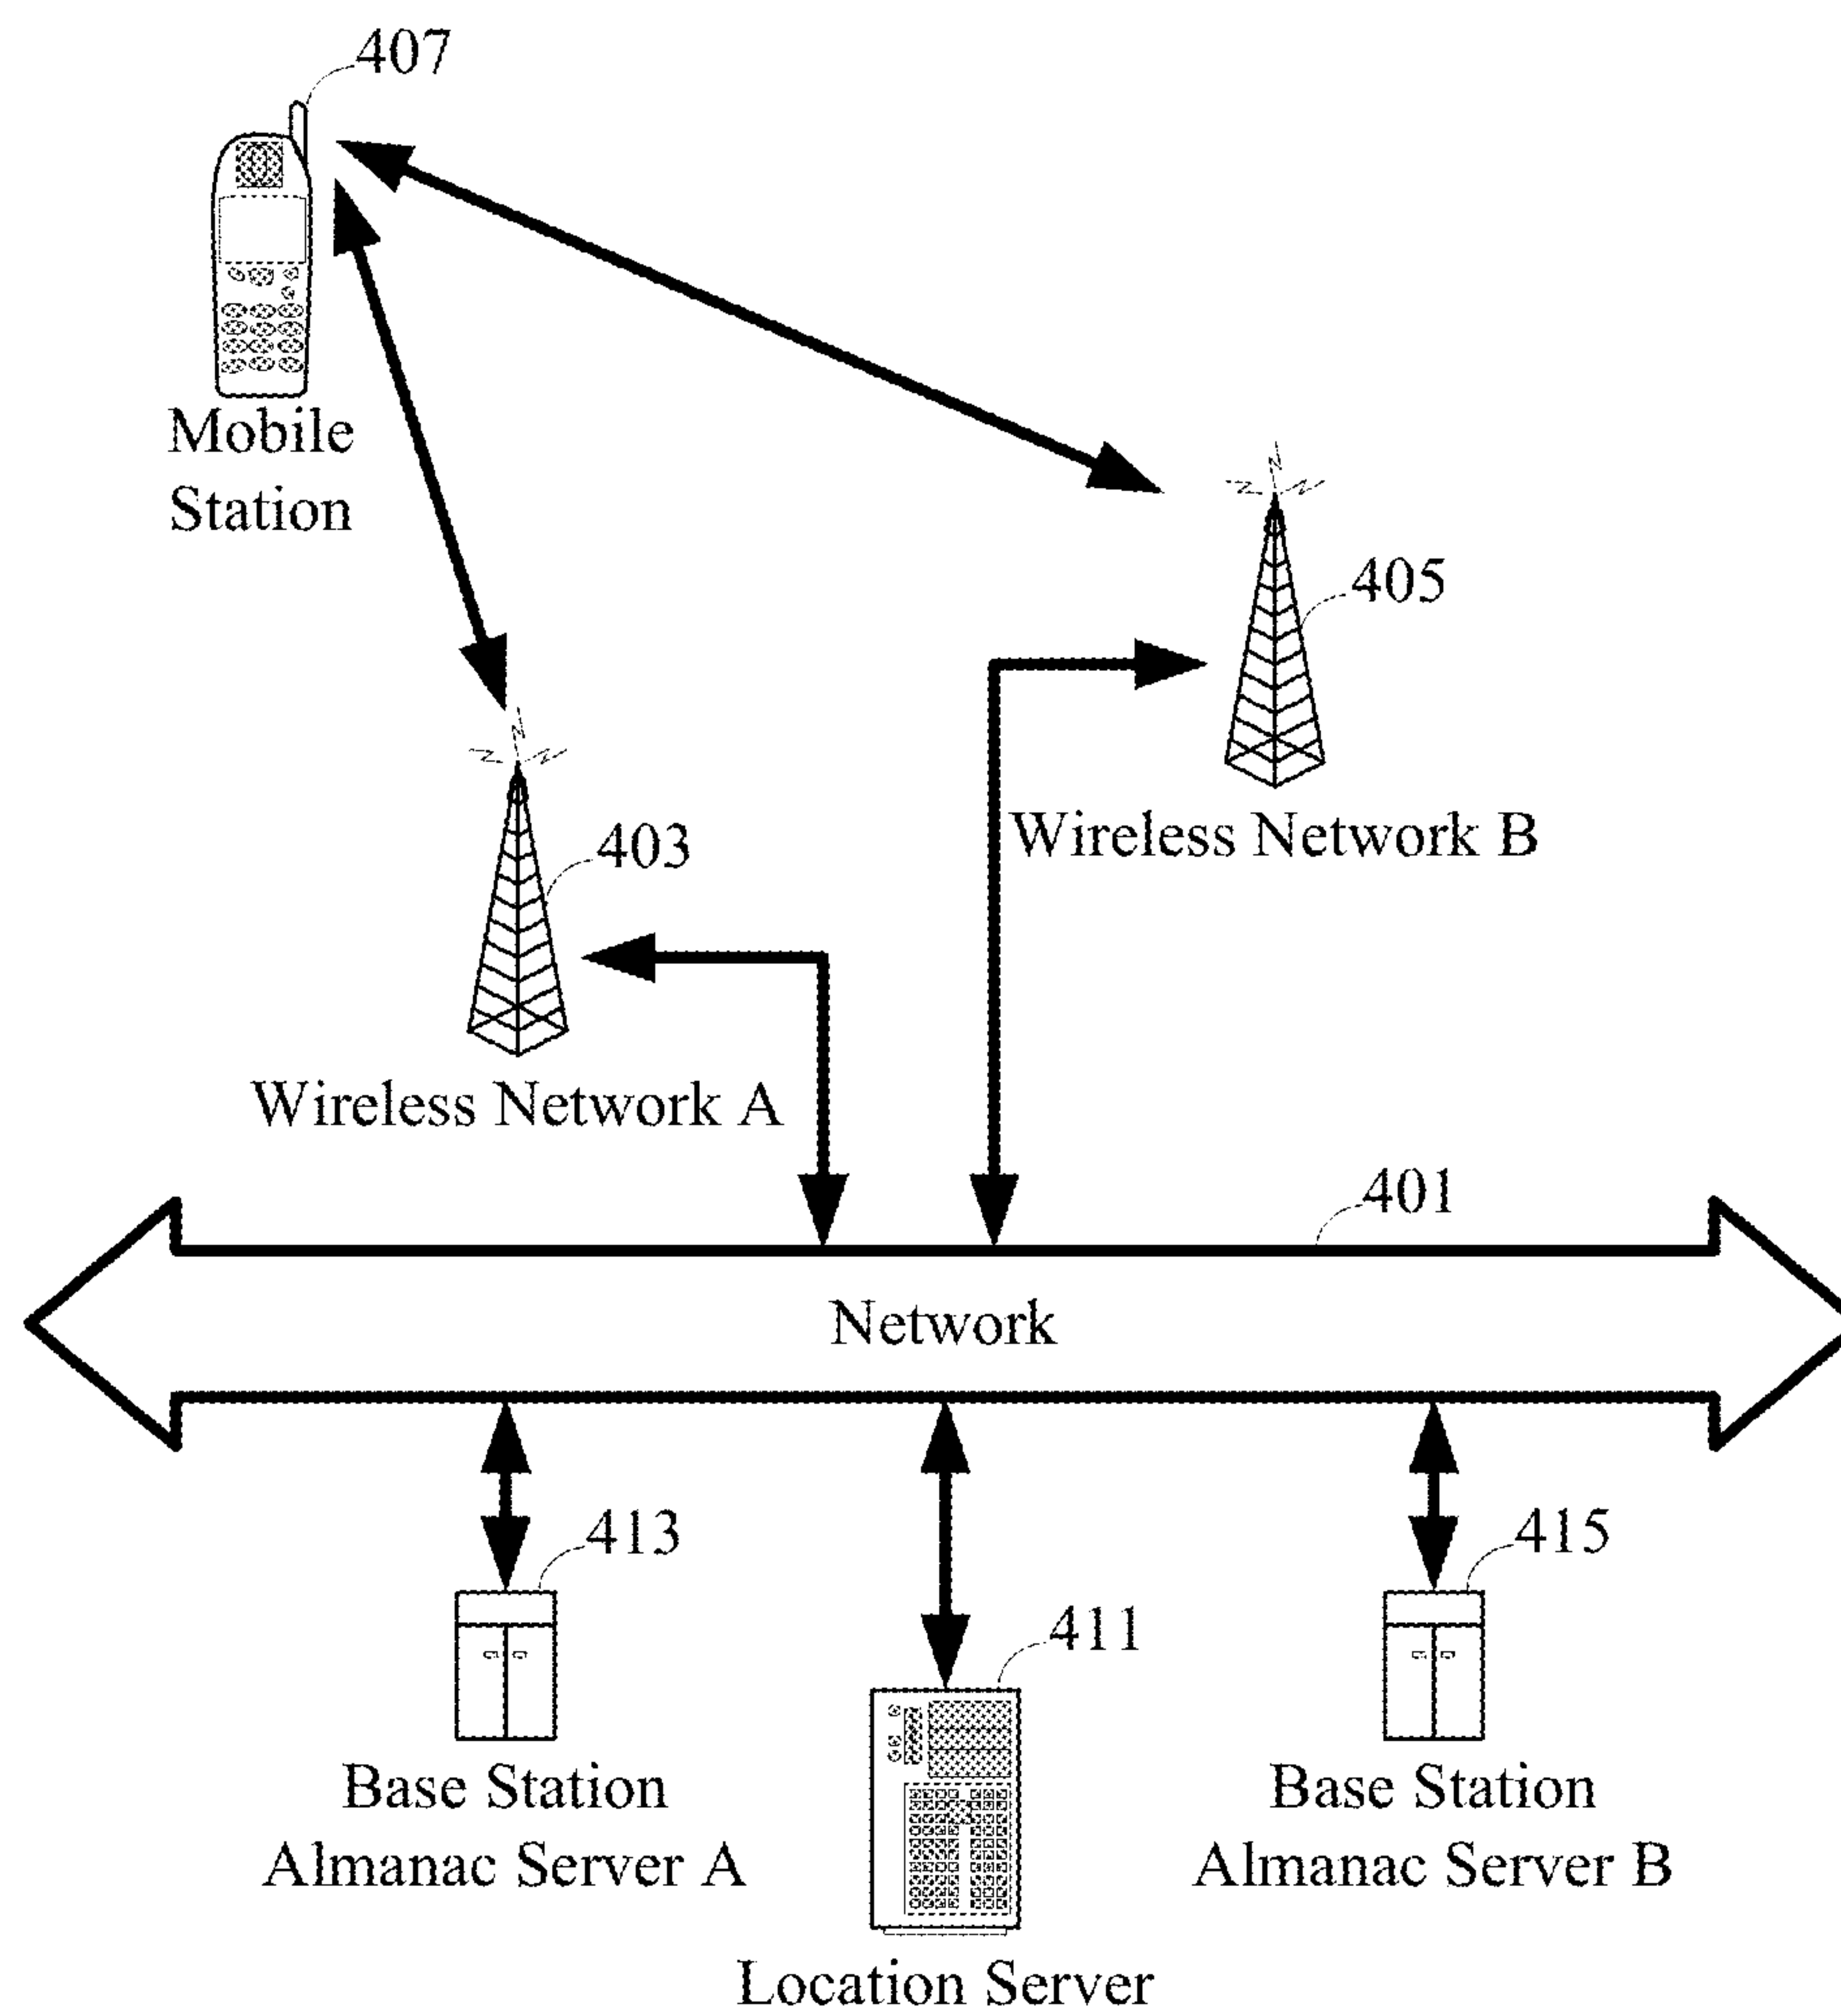 407
Mobile
Station
405
Wireless Network B
403
Wireless Network A
401
Network
413
415
411
Base Station
Almanac Server A
Base Station
Almanac Server B
Location Server